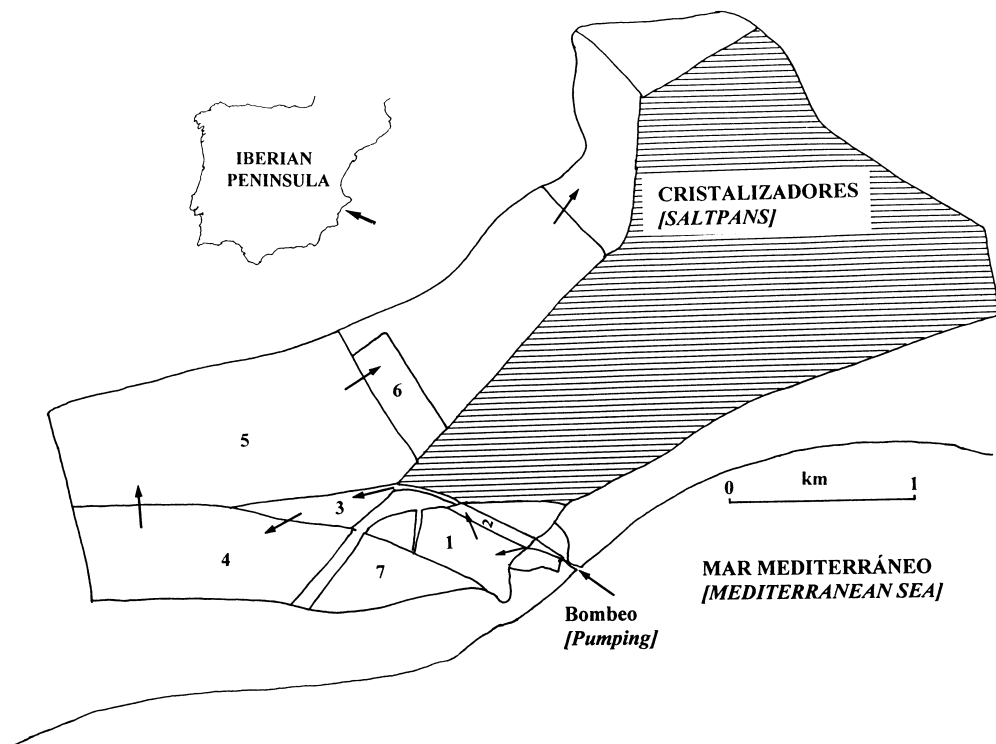 IBERIAN
PENINSULA
CRISTALIZADORES
[SALTPANS]
6
5
0 km 1
3
2
4
1
7
MAR MEDITERRÁNEO
[MEDITERRANEAN SEA]
Bombeo
[Pumping]